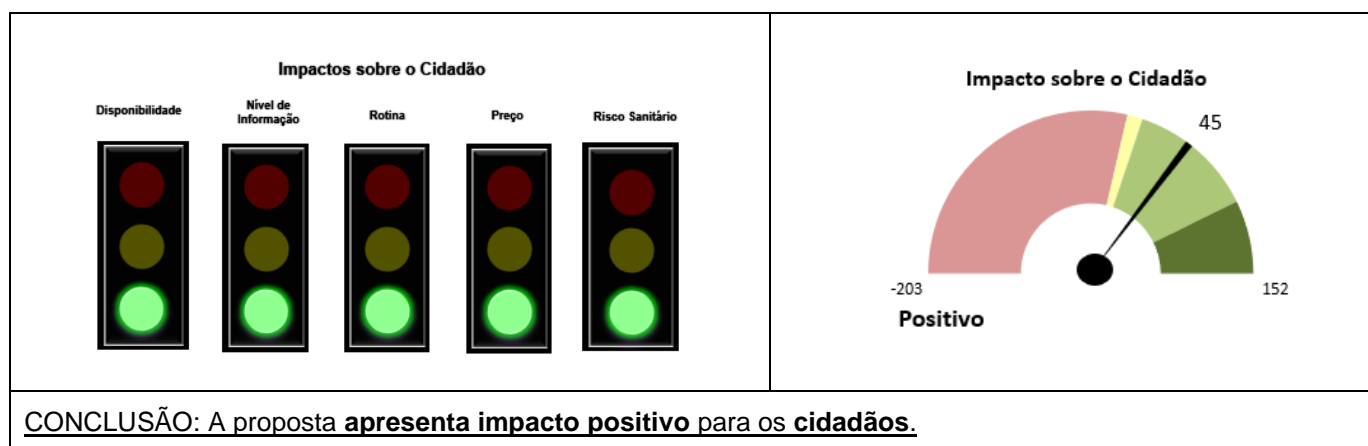 Impactos sobre o Cidadão
Disponibilidade
Nível de
Informação
Rotina
Preço
Risco Sanitário
Impacto sobre o Cidadão
45
-203
152
Positivo
CONCLUSÃO: A proposta apresenta impacto positivo para os cidadãos.